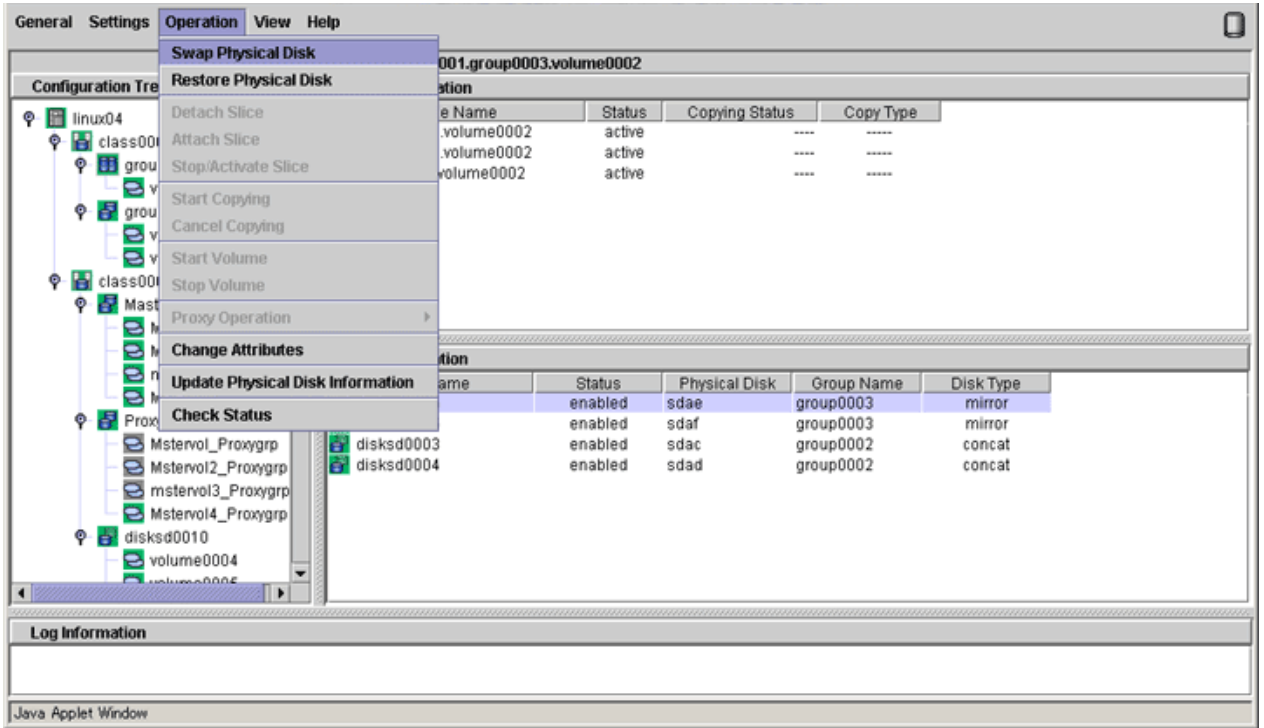 General Settings Operation View Help
Swap Physical Disk
Restore Physical Disk
Detach Slice
Attach Slice
Stop/Activate Slice
Start Copying
Cancel Copying
Start Volume
Stop Volume
Proxy Operation
Change Attributes
Update Physical Disk Information
Check Status
001.group0003.volume0002
Configuration Tre
linux04
class00
grou
v
grou
v
v
class00
Mast
M
M
m
M
Proxy
Mstervol_Proxygrp
Mstervol2_Proxygrp
mstervol3_Proxygrp
Mstervol4_Proxygrp
disksd0010
volume0004
ation
e Name Status Copying Status Copy Type
.volume0002 active ---- -----
.volume0002 active ---- -----
volume0002 active ---- -----
ation
ame Status Physical Disk Group Name Disk Type
enabled sdae group0003 mirror
enabled sdaf group0003 mirror
disksd0003 enabled sdac group0002 concat
disksd0004 enabled sdad group0002 concat
Log Information
Java Applet Window